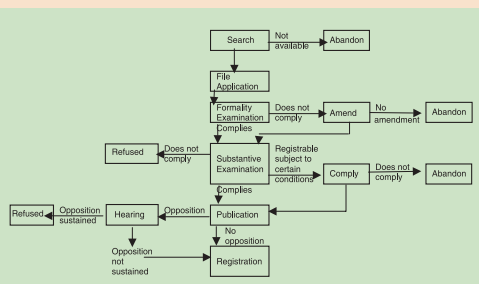 Search
Not
available
Abandon
File
Application
Formality
Examination
Does not
comply
Amend
No
amendment
Abandon
Complies
Refused
Does not
comply
Substantive
Examination
Registrable
subject to
certain
conditions
Comply
Does not
comply
Abandon
Complies
Refused
Opposition
sustained
Hearing
Opposition
Publication
No
opposition
Opposition
not
sustained
Registration